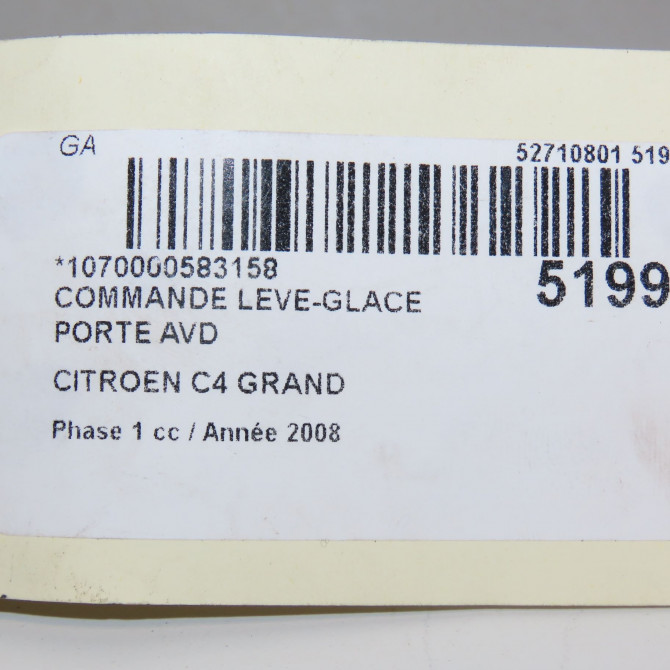 GA
52710801 519
*1070000583158
5199
COMMANDE LEVE-GLACE
PORTE AVD
CITROEN C4 GRAND
Phase 1 cc / Année 2008